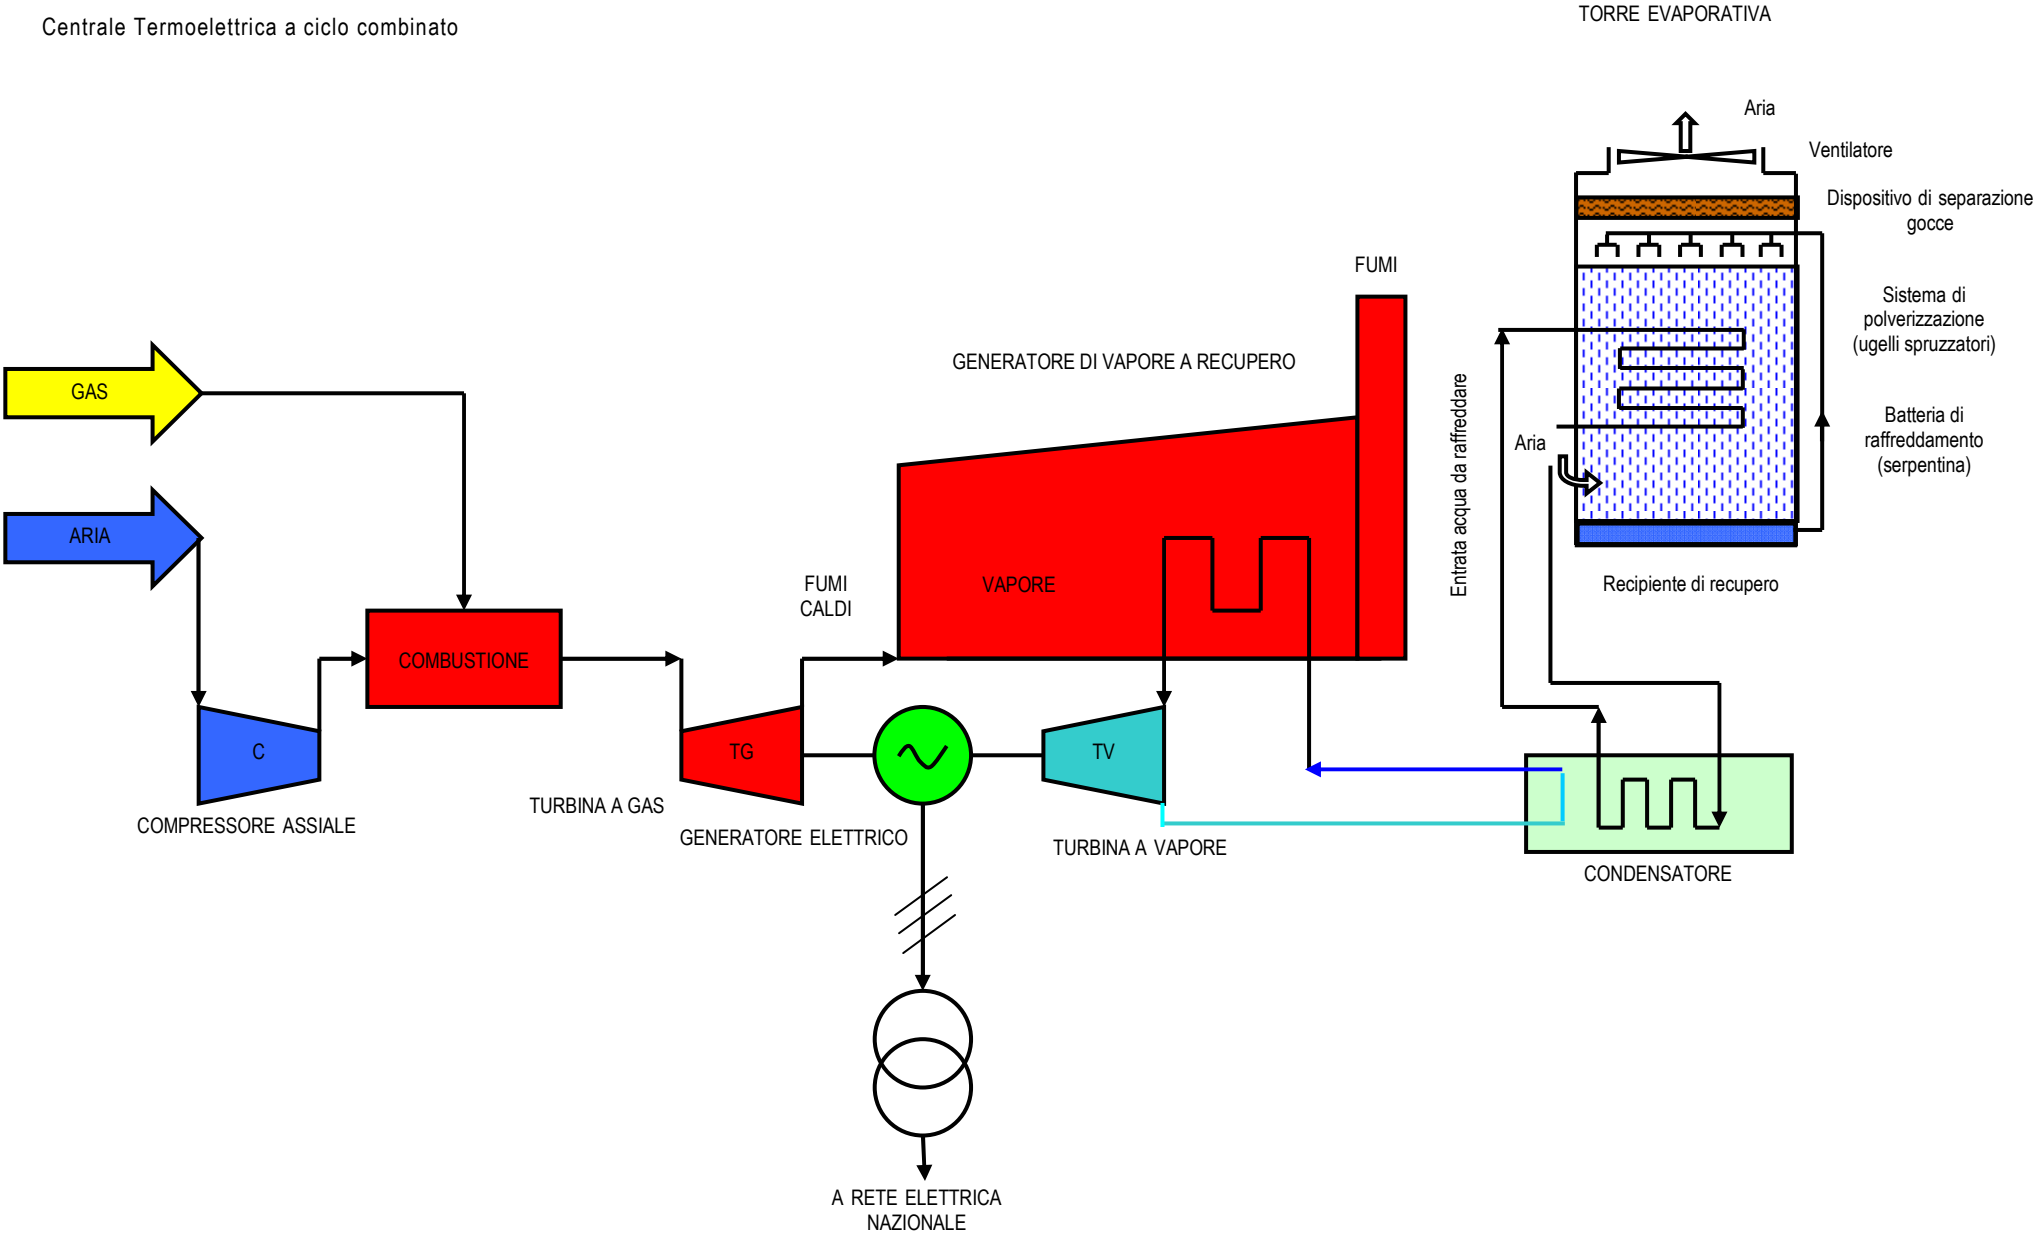 Centrale Termoelettrica a ciclo combinato
TORRE EVAPORATIVA
Aria
Ventilatore
Dispositivo di separazione
gocce
FUMI
Sistema di
polverizzazione
(ugelli spruzzatori)
GENERATORE DI VAPORE A RECUPERO
GAS
Entrata acqua da raffreddare
Batteria di
raffreddamento
(serpentina)
Aria
ARIA
FUMI
CALDI
VAPORE
Recipiente di recupero
COMBUSTIONE
C
TG
TV
TURBINA A GAS
COMPRESSORE ASSIALE
GENERATORE ELETTRICO
TURBINA A VAPORE
CONDENSATORE
A RETE ELETTRICA
NAZIONALE